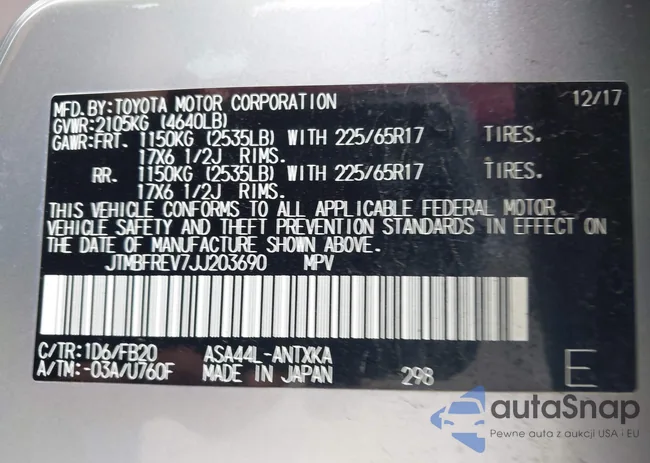 MFD.BY:TOYOTA MOTOR CORPORATION 12/17
GVWR:2105KG (4640LB)
GAWR:FRT. 1150KG (2535LB) WITH 225/65R17 TIRES.
17X6 1/2J RIMS.
RR. 1150KG (2535LB) WITH 225/65R17 TIRES.
17X6 1/2J RIMS.
THIS VEHICLE CONFORMS TO ALL APPLICABLE FEDERAL MOTOR
VEHICLE SAFETY AND THEFT PREVENTION STANDARDS IN EFFECT ON
THE DATE OF MANUFACTURE SHOWN ABOVE.
JTMBFREV7JJ203690 MPV
C/TR:1D6/FB20 ASA44L-ANTXKA
A/TM:-03A/U760F MADE IN JAPAN 298 E
autaSnap
Pewne auta z aukcji USA i EU